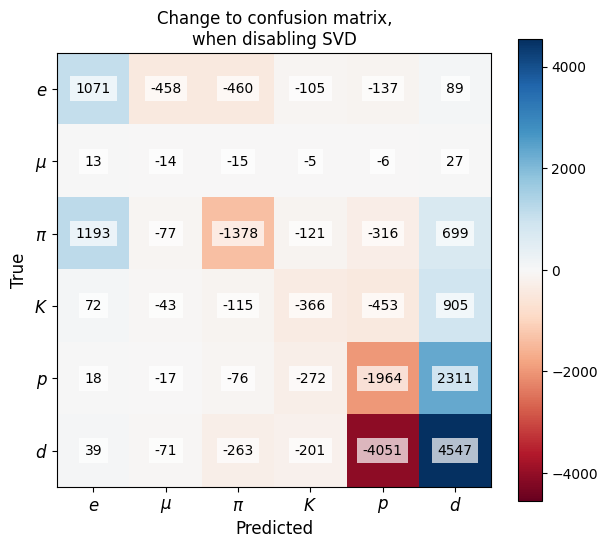 Change to confusion matrix,
when disabling SVD
e 1071 -458 -460 -105 -137 89
μ 13 -14 -15 -5 -6 27
π 1193 -77 -1378 -121 -316 699
K 72 -43 -115 -366 -453 905
p 18 -17 -76 -272 -1964 2311
d 39 -71 -263 -201 -4051 4547
e μ π K p d
Predicted
True
4000
2000
0
−2000
−4000